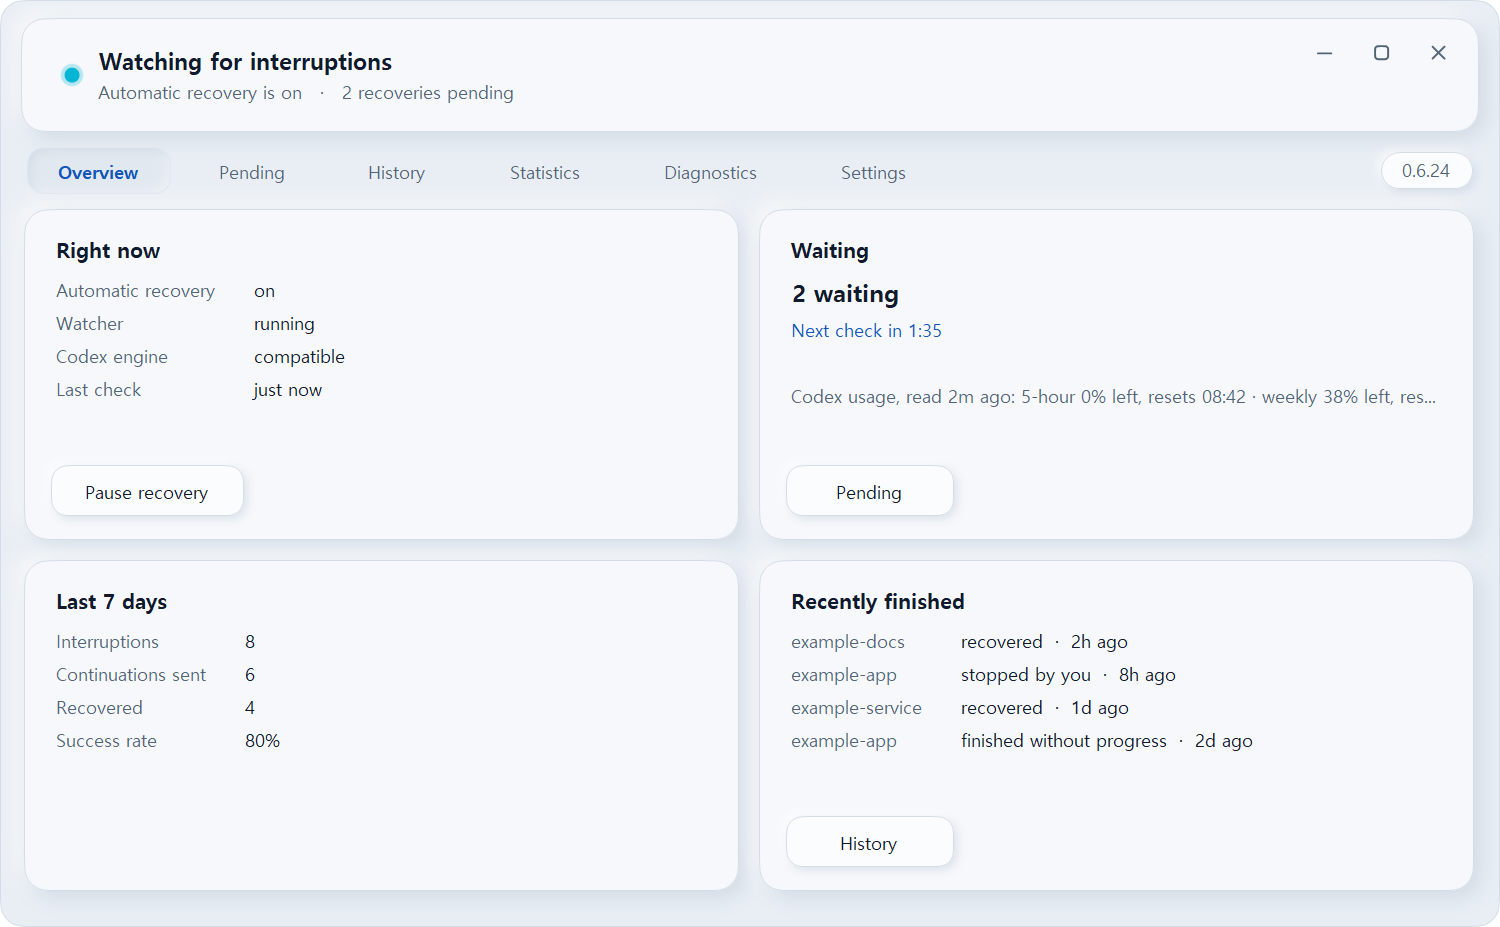 Watching for interruptions
Automatic recovery is on · 2 recoveries pending
Overview Pending History Statistics Diagnostics Settings 0.6.24
Right now
Automatic recovery on
Watcher running
Codex engine compatible
Last check just now
Pause recovery
Waiting
2 waiting
Next check in 1:35
Codex usage, read 2m ago: 5-hour 0% left, resets 08:42 · weekly 38% left, res...
Pending
Last 7 days
Interruptions 8
Continuations sent 6
Recovered 4
Success rate 80%
Recently finished
example-docs recovered · 2h ago
example-app stopped by you · 8h ago
example-service recovered · 1d ago
example-app finished without progress · 2d ago
History